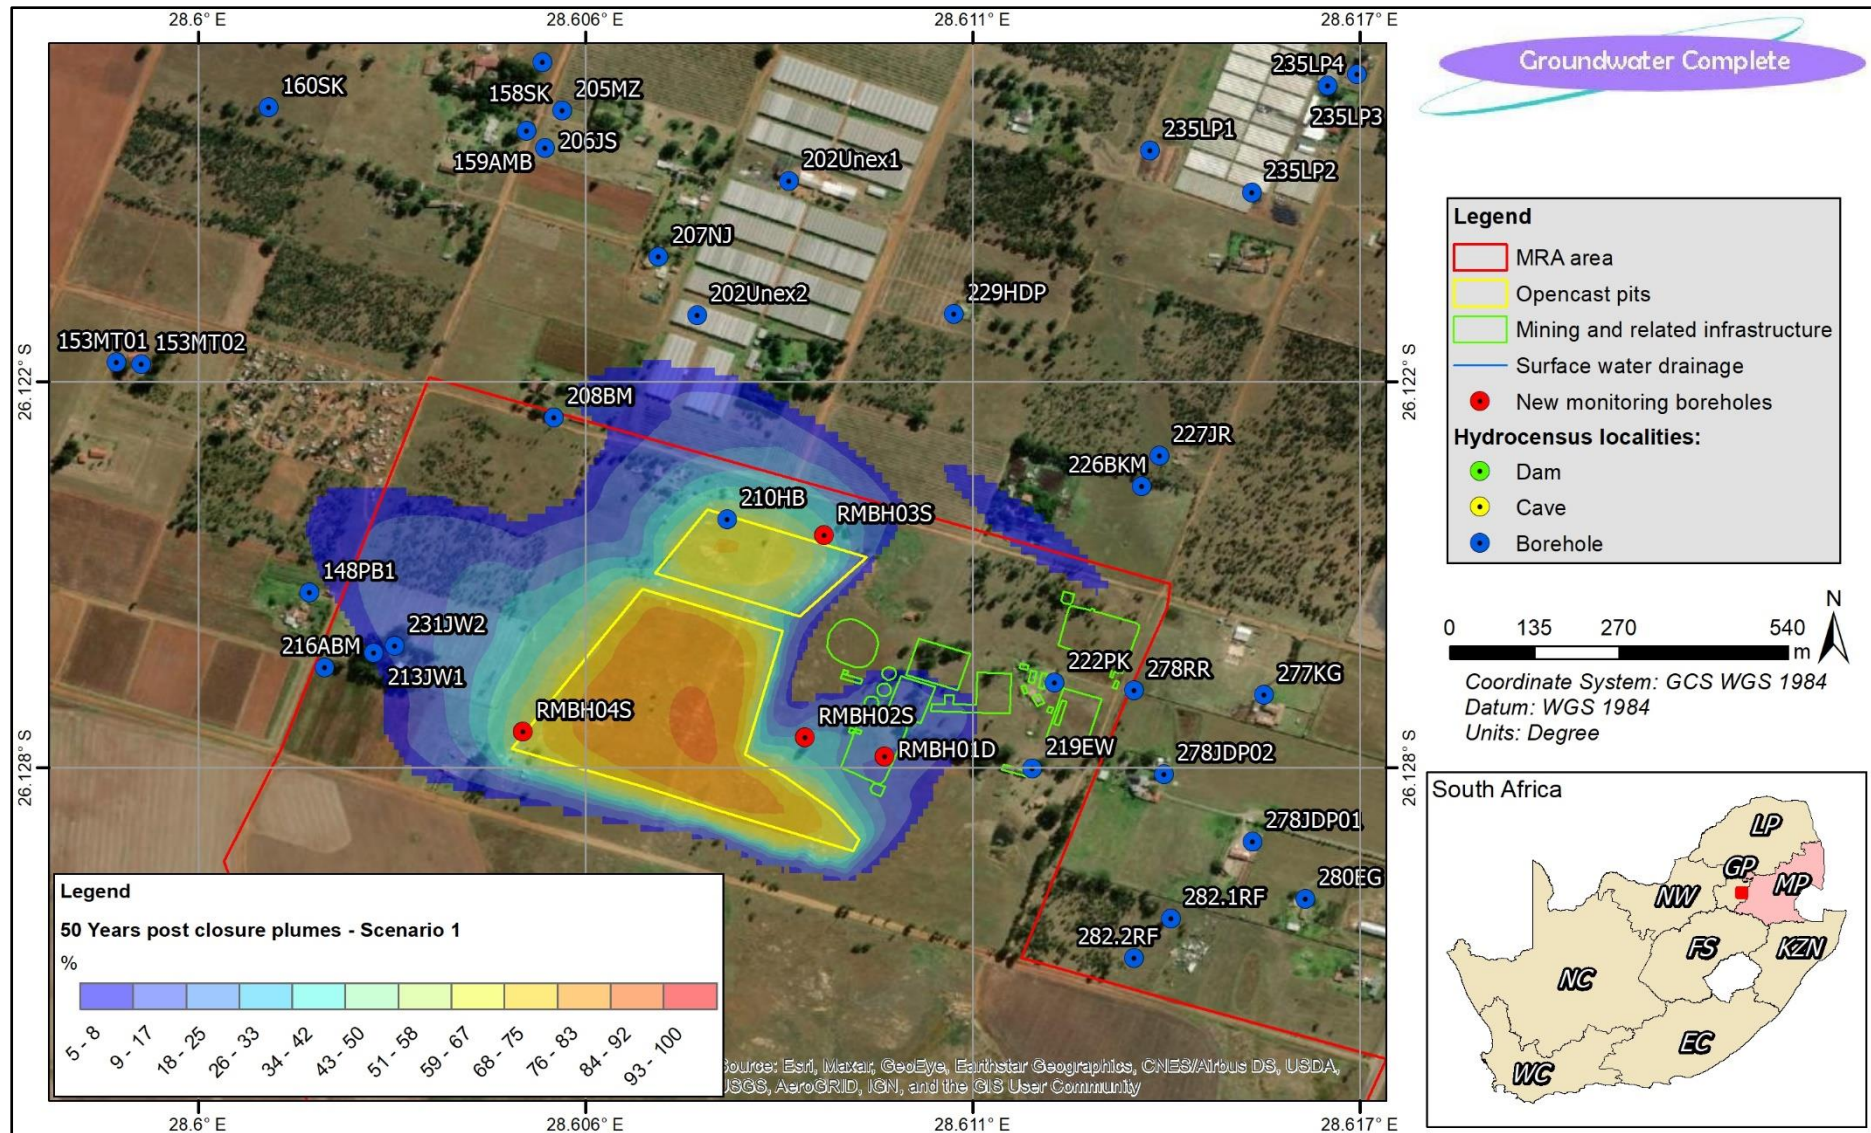 28.6° E
28.606° E
28.611° E
28.617° E
Groundwater Complete
160SK
158SK
205MZ
159AMB
206JS
202Unex1
235LP4
235LP3
235LP1
235LP2
207NJ
202Unex2
229HDP
153MT01
153MT02
26.122° S
26.122° S
208BM
227JR
226BKM
210HB
RMBH03S
148PB1
231JW2
216ABM
213JW1
222PK
278RR
277KG
RMBH04S
RMBH02S
RMBH01D
219EW
278JDP02
26.128° S
26.128° S
278JDP01
280EG
282.1RF
282.2RF
Legend
50 Years post closure plumes - Scenario 1
%
5 - 8
9 - 17
18 - 25
26 - 33
34 - 42
43 - 50
51 - 58
59 - 67
68 - 75
76 - 83
84 - 92
93 - 100
Source: Esri, Maxar, GeoEye, Earthstar Geographics, CNES/Airbus DS, USDA,
USGS, AeroGRID, IGN, and the GIS User Community
28.6° E
28.606° E
28.611° E
28.617° E
Legend
MRA area
Opencast pits
Mining and related infrastructure
Surface water drainage
New monitoring boreholes
Hydrocensus localities:
Dam
Cave
Borehole
N
0 135 270 540
m
Coordinate System: GCS WGS 1984
Datum: WGS 1984
Units: Degree
South Africa
LP
GP
MP
NW
FS
KZN
NC
EC
WC